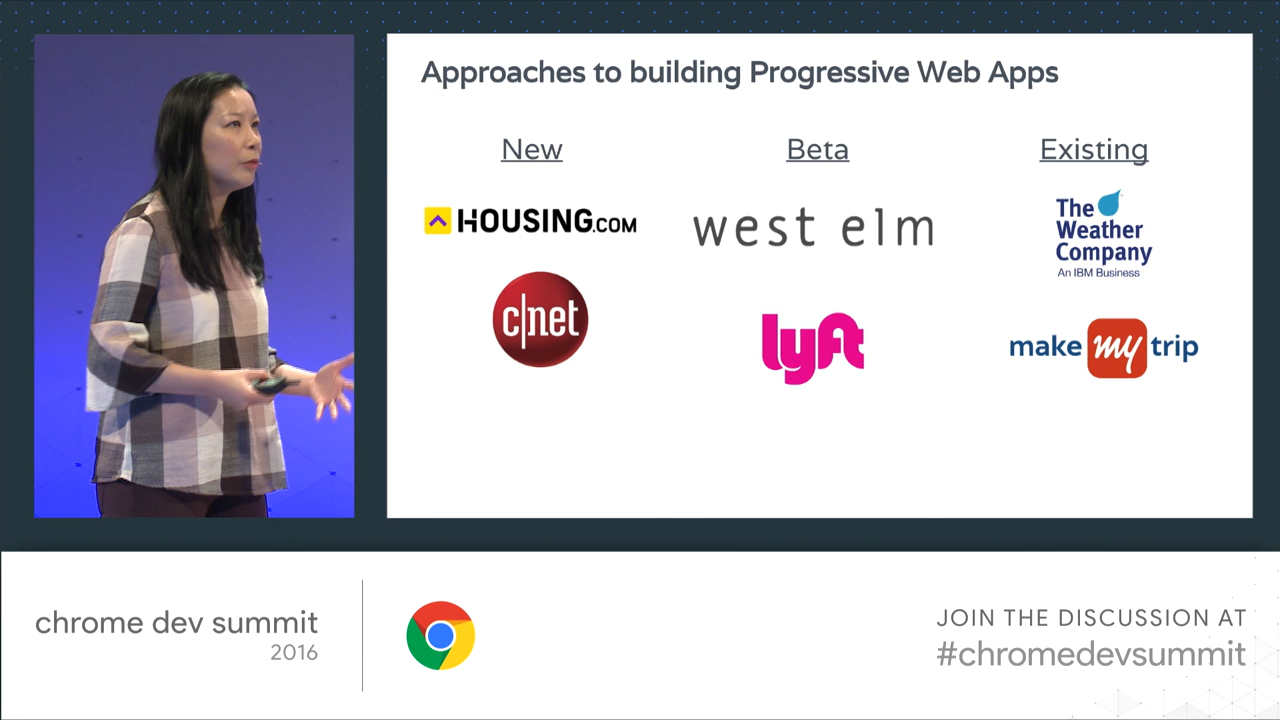 Approaches to building Progressive Web Apps
New
Beta
Existing
HOUSING.COM
west elm
The
Weather
Company
An IBM Business
c|net
lyft
make my trip
chrome dev summit
2016
JOIN THE DISCUSSION AT
#chromedevsummit